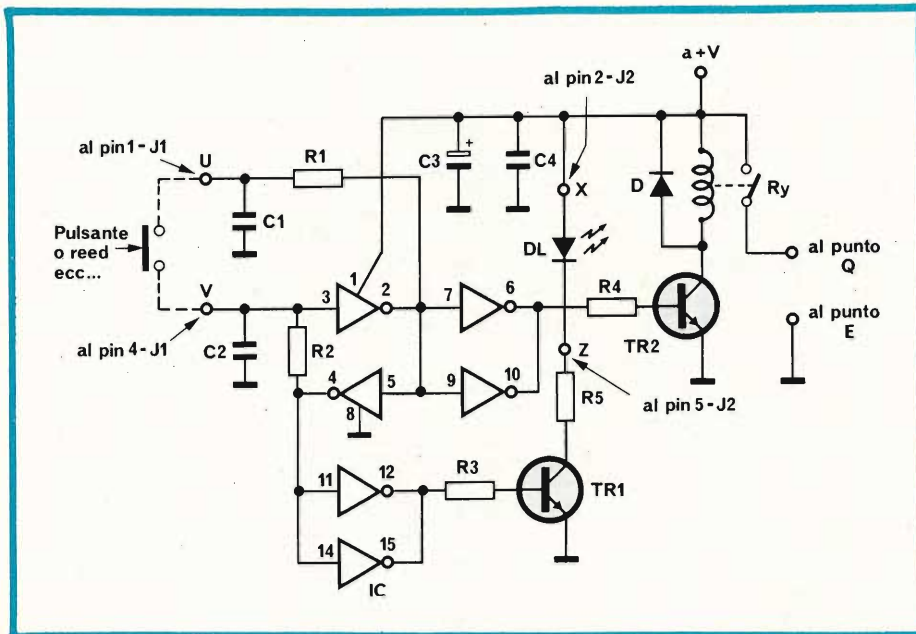 a+V
al pin 2 - J2
al pin 1 - J1
U
R1
C3
+
C4
X
D
Ry
C1
Pulsante
o reed
ecc...
DL
al punto
Q
V
3
1
2
7
6
R4
al punto
E
al pin 4 - J1
C2
R2
4
5
8
9
10
Z
TR2
R5
al pin 5 - J2
11
12
R3
TR1
14
15
IC